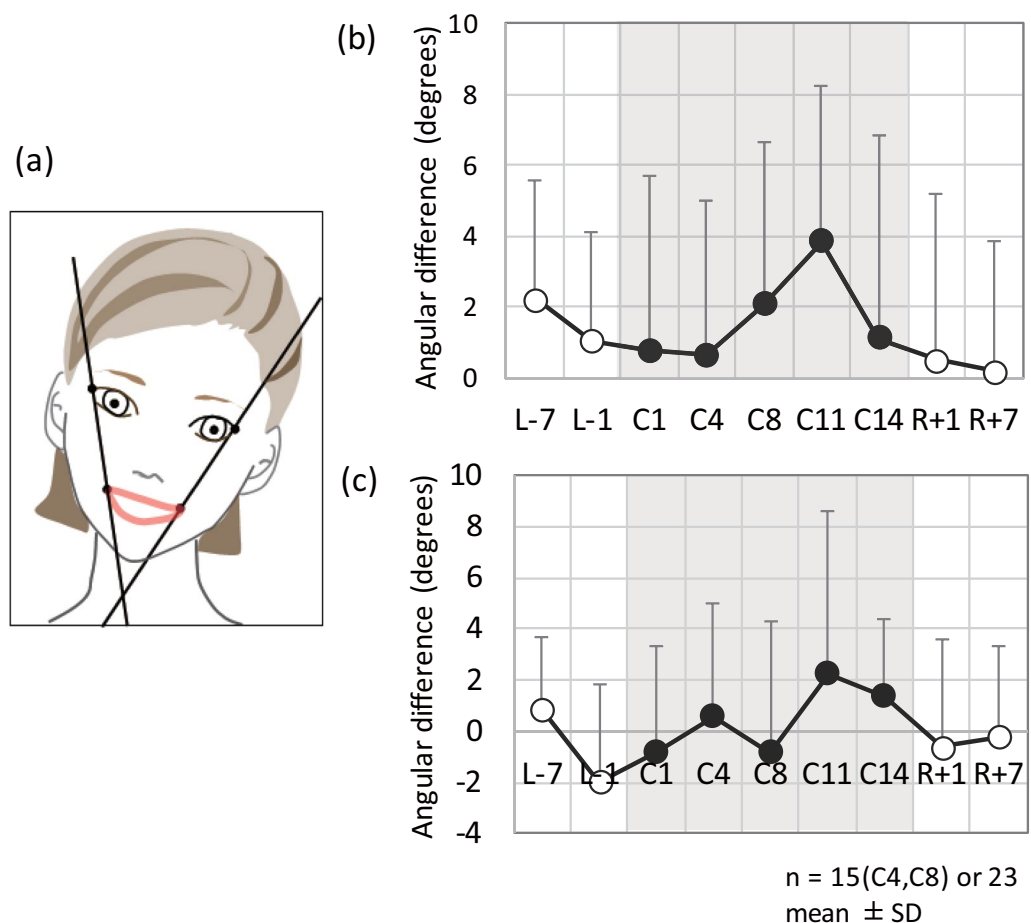 (a)
(b)
Angular difference (degrees)
10
8
6
4
2
0
L-7 L-1 C1 C4 C8 C11 C14 R+1 R+7
(c)
Angular difference (degrees)
10
8
6
4
2
0
L-7 L-1 C1 C4 C8 C11 C14 R+1 R+7
-2
-4
n = 15(C4,C8) or 23
mean ± SD